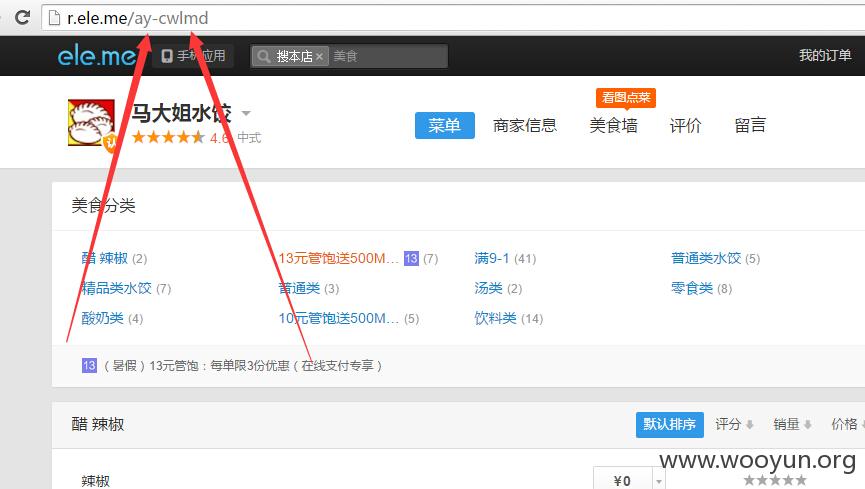 r.ele.me/ay-cwlmd
ele.me 手机应用 搜本店× 美食 我的订单
看图点菜
马大姐水饺 菜单 商家信息 美食墙 评价 留言
4.6 中式
美食分类
醋 辣椒 (2) 13元管饱送500M... 13 (7) 满9-1 (41) 普通类水饺 (5)
精品类水饺 (7) 普通类 (3) 汤类 (2) 零食类 (8)
酸奶类 (4) 10元管饱送500M... (5) 饮料类 (14)
13 （暑假）13元管饱：每单限3份优惠（在线支付专享）
醋 辣椒 默认排序 评分 销量 价格
www.wooyun.org
辣椒 ¥0